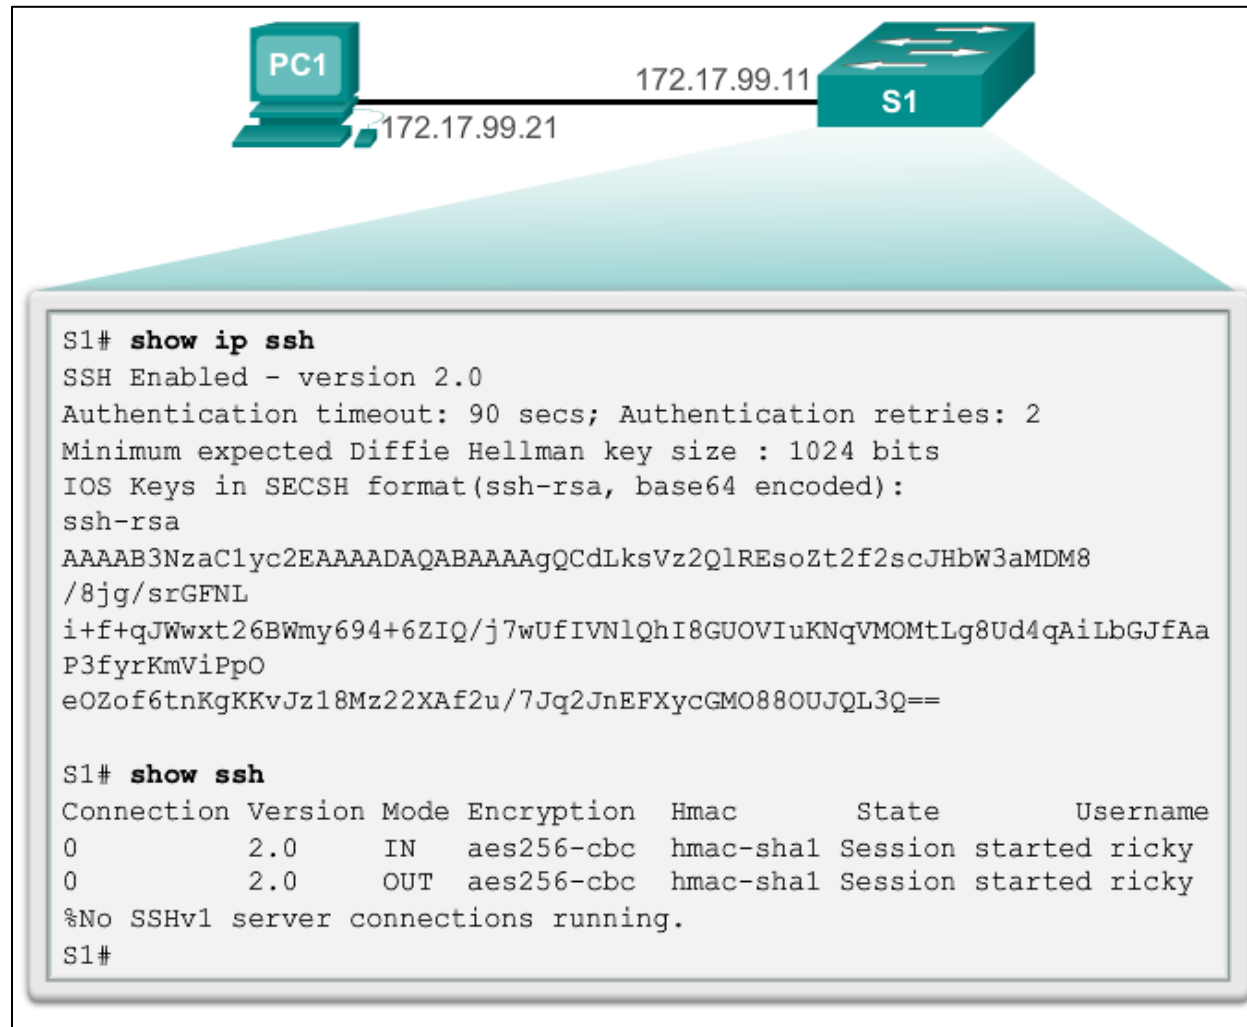 PC1
172.17.99.11
S1
172.17.99.21
S1# show ip ssh
SSH Enabled - version 2.0
Authentication timeout: 90 secs; Authentication retries: 2
Minimum expected Diffie Hellman key size : 1024 bits
IOS Keys in SECSH format(ssh-rsa, base64 encoded):
ssh-rsa
AAAAB3NzaC1yc2EAAAADAQABAAAAgQCdLksVz2QlREsoZt2f2scJHbW3aMDM8
/8jg/srGFNL
i+f+qJWwxt26BWmy694+6ZIQ/j7wUfIVNlQhI8GUOVIuKNqVMOMtLg8Ud4qAiLbGJfAa
P3fyrKmViPpO
eOZof6tnKgKKvJz18Mz22XAf2u/7Jq2JnEFXycGMO88OUJQL3Q==
S1# show ssh
Connection Version Mode Encryption Hmac State Username
0 2.0 IN aes256-cbc hmac-sha1 Session started ricky
0 2.0 OUT aes256-cbc hmac-sha1 Session started ricky
%No SSHv1 server connections running.
S1#